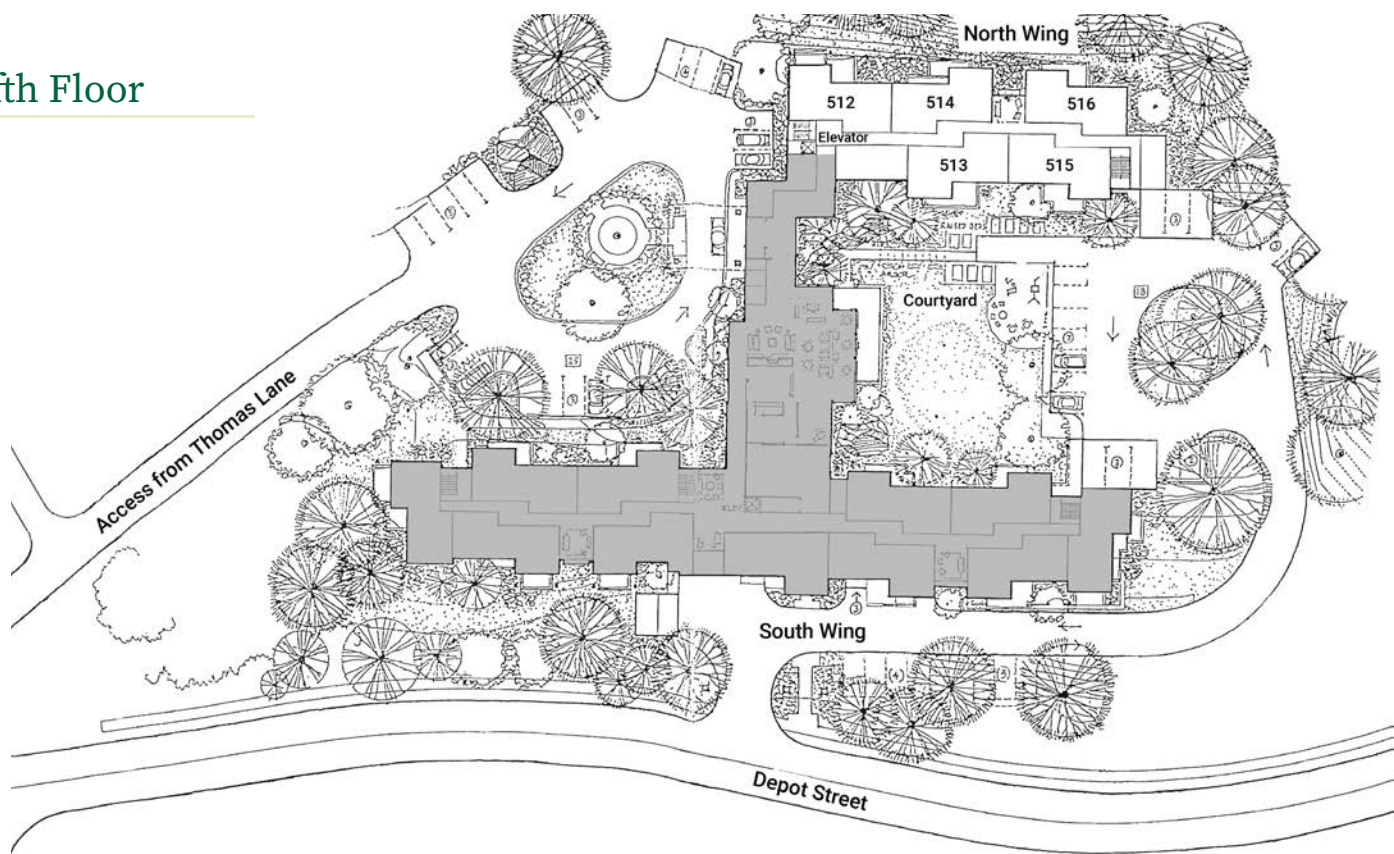 fth Floor
North Wing
512
514
516
Elevator
513
515
Courtyard
Access from Thomas Lane
South Wing
Depot Street